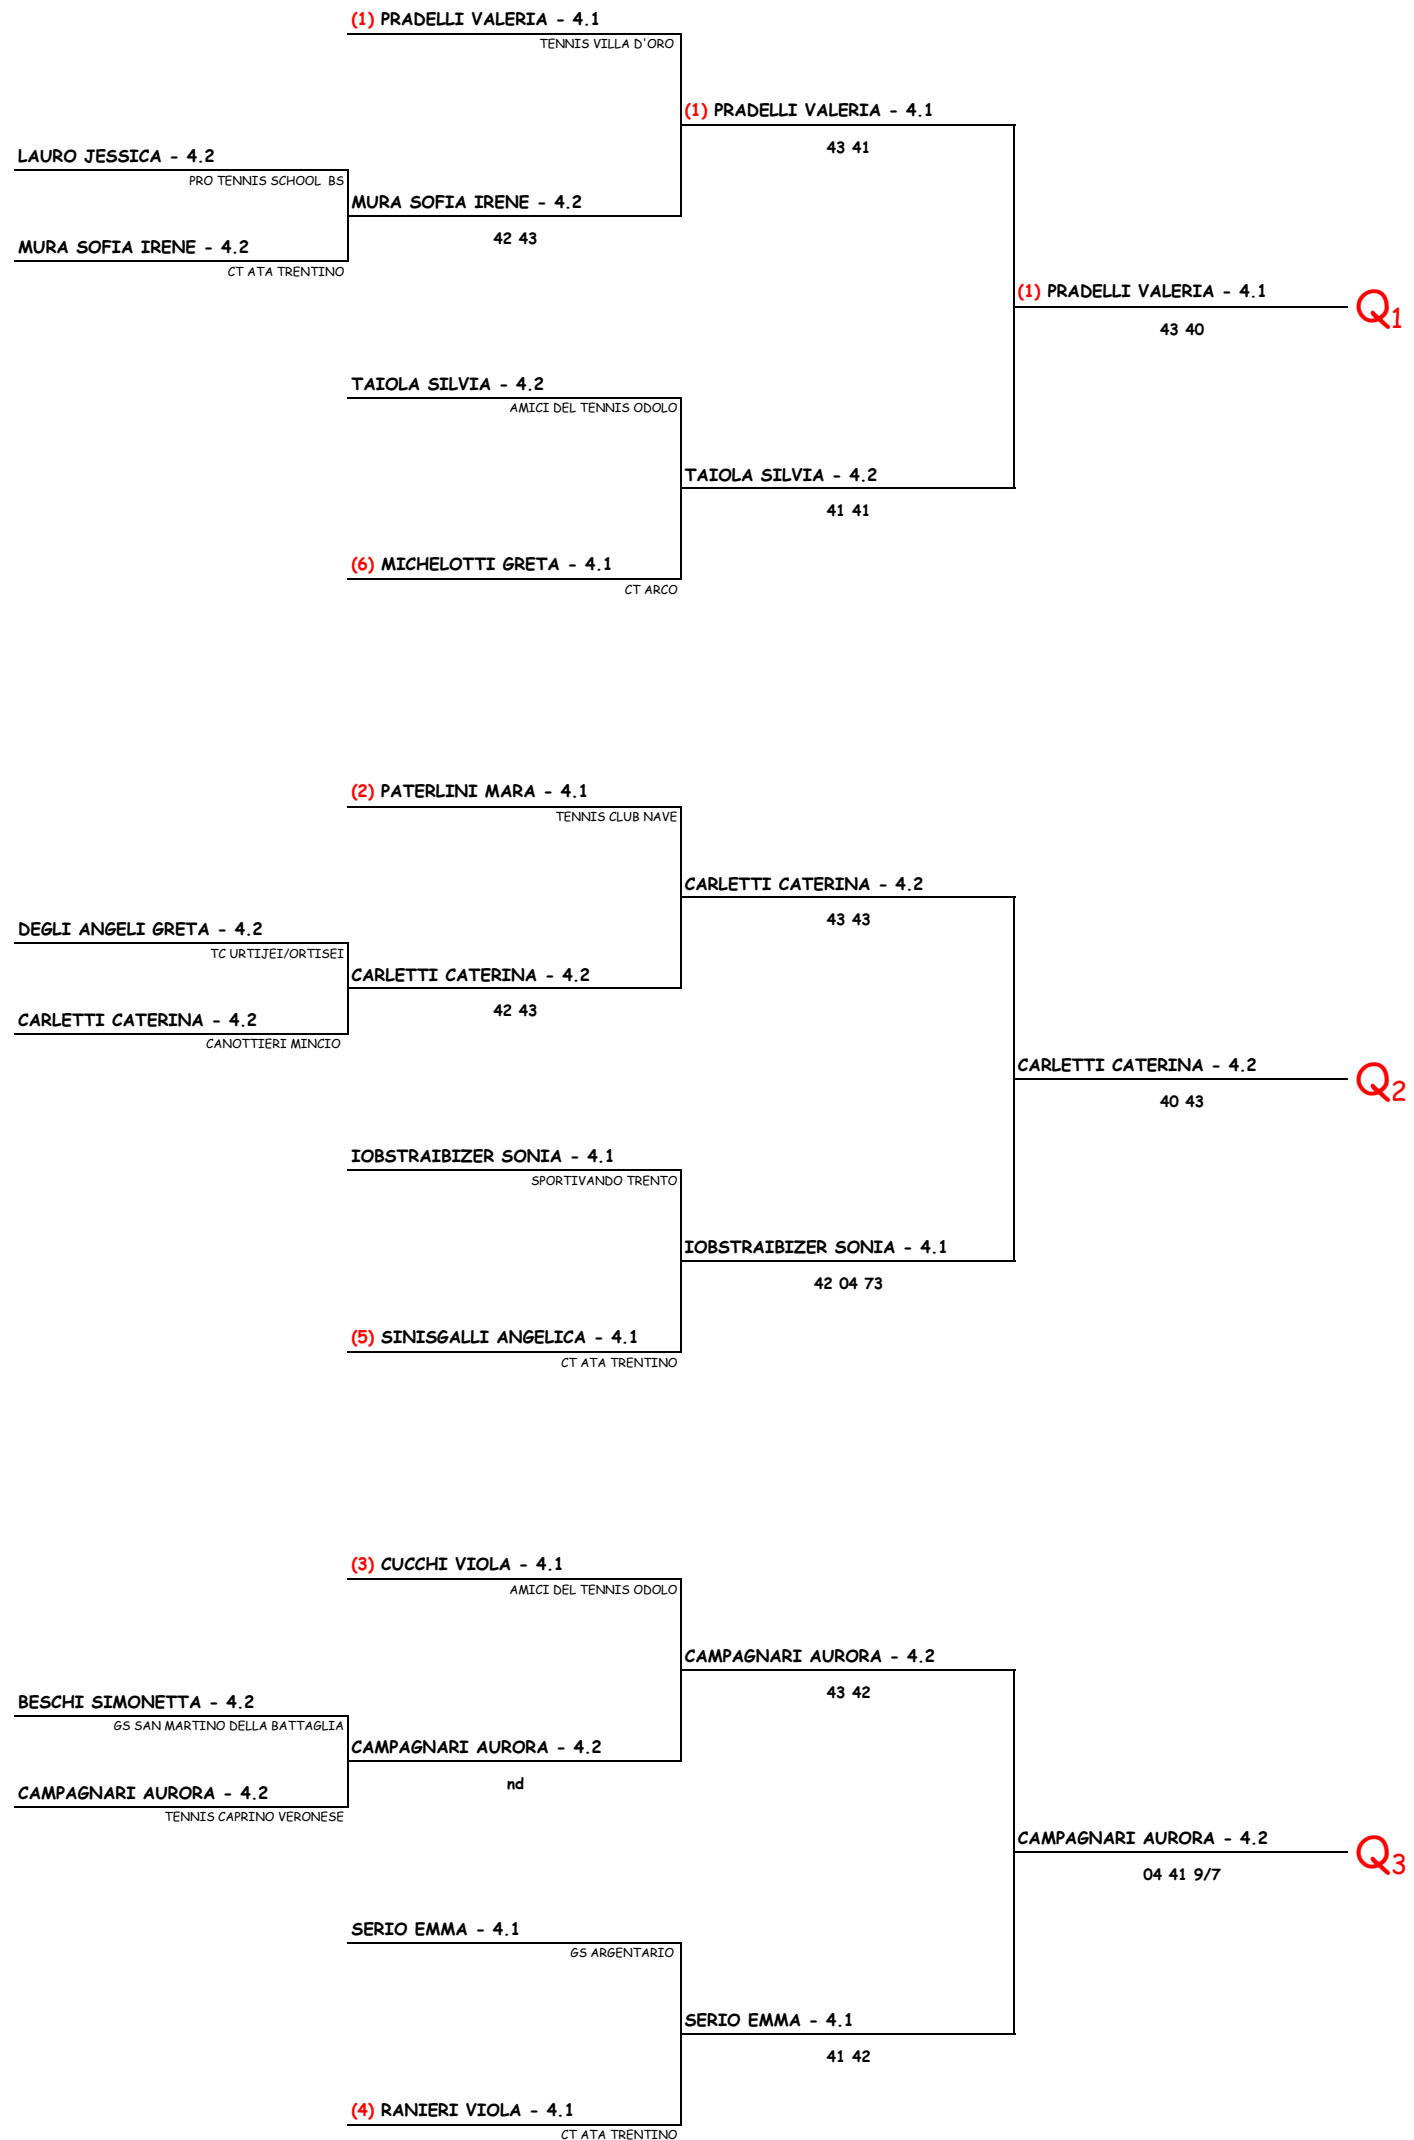 (1) PRADELLI VALERIA - 4.1
TENNIS VILLA D'ORO
(1) PRADELLI VALERIA - 4.1
43 41
LAURO JESSICA - 4.2
PRO TENNIS SCHOOL BS
MURA SOFIA IRENE - 4.2
42 43
MURA SOFIA IRENE - 4.2
CT ATA TRENTINO
(1) PRADELLI VALERIA - 4.1
Q1
43 40
TAIOLA SILVIA - 4.2
AMICI DEL TENNIS ODOLO
TAIOLA SILVIA - 4.2
41 41
(6) MICHELOTTI GRETA - 4.1
CT ARCO
(2) PATERLINI MARA - 4.1
TENNIS CLUB NAVE
CARLETTI CATERINA - 4.2
43 43
DEGLI ANGELI GRETA - 4.2
TC URTIJEI/ORTISEI
CARLETTI CATERINA - 4.2
42 43
CARLETTI CATERINA - 4.2
CANOTTIERI MINCIO
CARLETTI CATERINA - 4.2
Q2
40 43
IOBSTRAIBIZER SONIA - 4.1
SPORTIVANDO TRENTO
IOBSTRAIBIZER SONIA - 4.1
42 04 73
(5) SINISGALLI ANGELICA - 4.1
CT ATA TRENTINO
(3) CUCCHI VIOLA - 4.1
AMICI DEL TENNIS ODOLO
CAMPAGNARI AURORA - 4.2
43 42
BESCHI SIMONETTA - 4.2
GS SAN MARTINO DELLA BATTAGLIA
CAMPAGNARI AURORA - 4.2
nd
CAMPAGNARI AURORA - 4.2
TENNIS CAPRINO VERONESE
CAMPAGNARI AURORA - 4.2
Q3
04 41 9/7
SERIO EMMA - 4.1
GS ARGENTARIO
SERIO EMMA - 4.1
41 42
(4) RANIERI VIOLA - 4.1
CT ATA TRENTINO